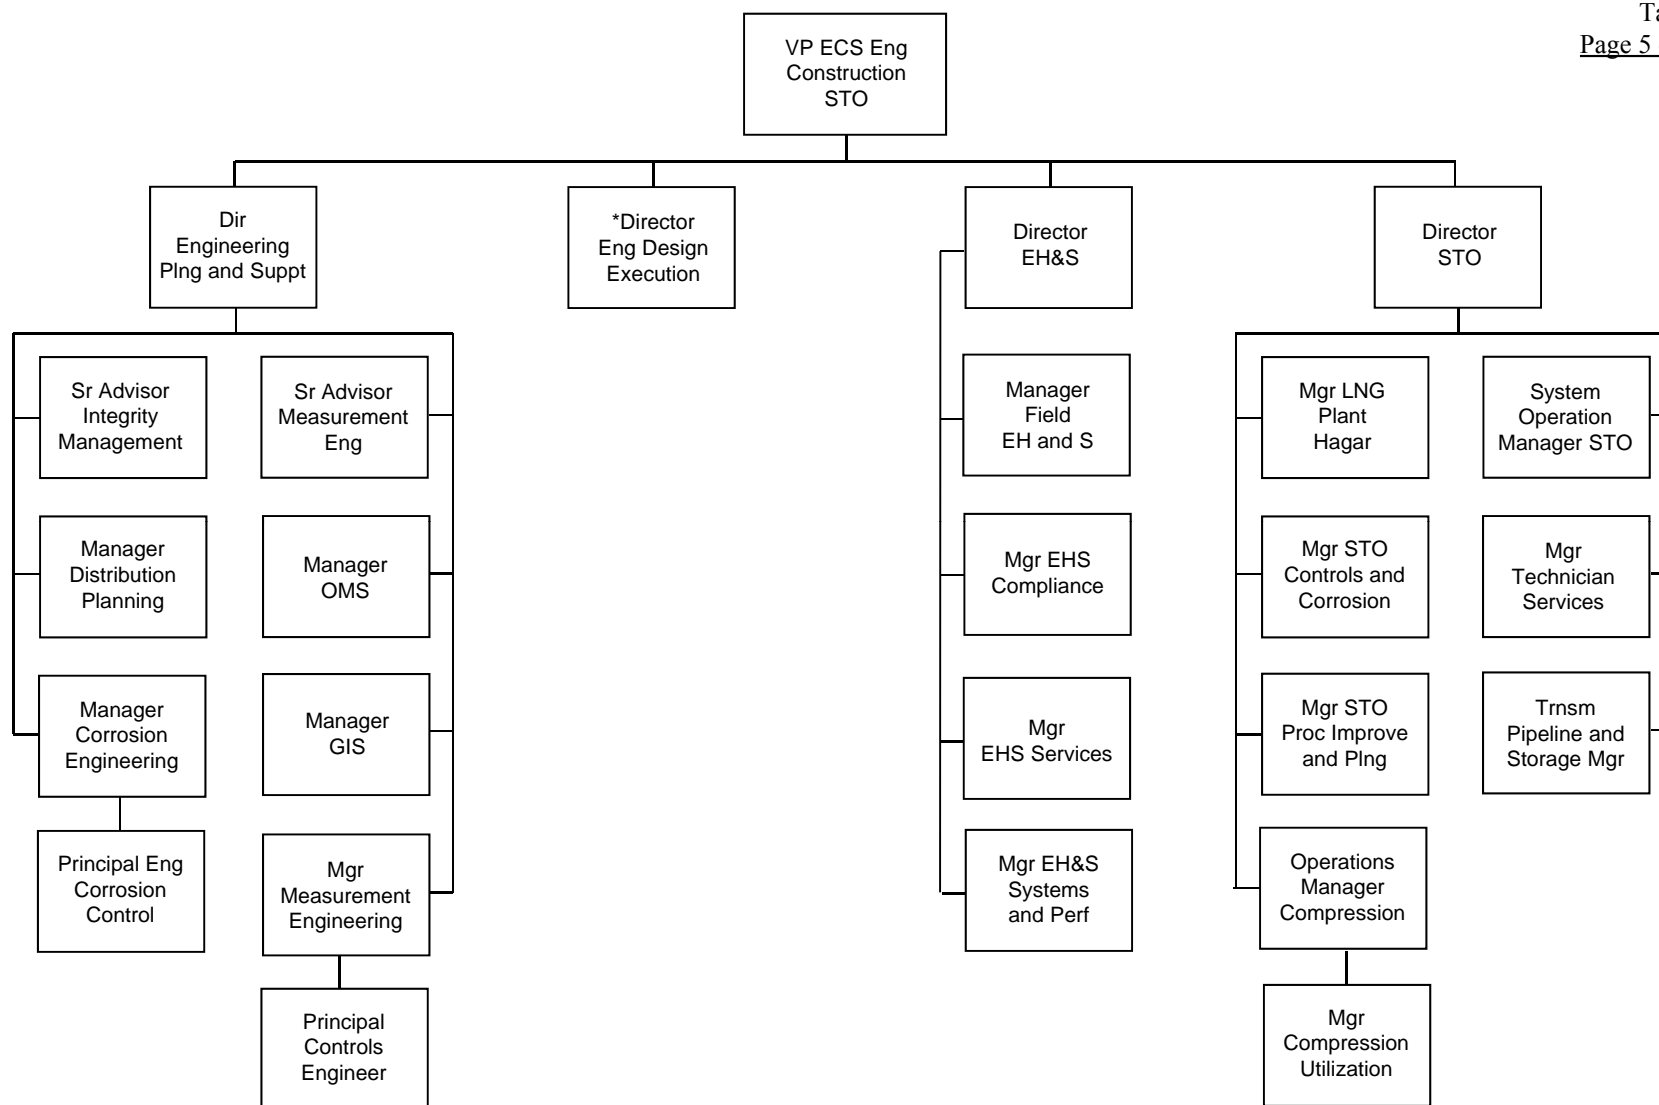 Page 5
VP ECS Eng
Construction
STO
Dir
Engineering
Plng and Suppt
*Director
Eng Design
Execution
Director
EH&S
Director
STO
Sr Advisor
Integrity
Management
Sr Advisor
Measurement
Eng
Manager
Field
EH and S
Mgr LNG
Plant
Hagar
System
Operation
Manager STO
Manager
Distribution
Planning
Manager
OMS
Mgr EHS
Compliance
Mgr STO
Controls and
Corrosion
Mgr
Technician
Services
Manager
Corrosion
Engineering
Manager
GIS
Mgr
EHS Services
Mgr STO
Proc Improve
and Plng
Trnsm
Pipeline and
Storage Mgr
Principal Eng
Corrosion
Control
Mgr
Measurement
Engineering
Mgr EH&S
Systems
and Perf
Operations
Manager
Compression
Principal
Controls
Engineer
Mgr
Compression
Utilization